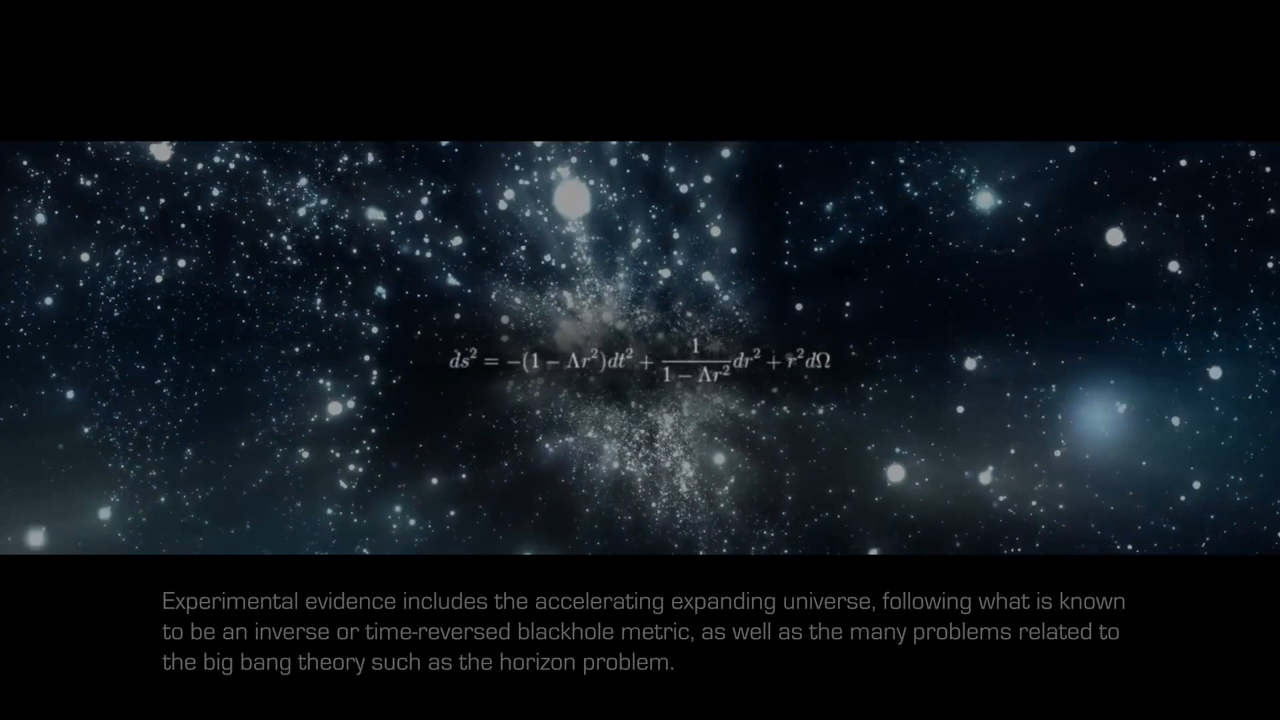 ds² = −(1 − Λr²)dt² + 1/(1 − Λr²) dr² + r²dΩ
Experimental evidence includes the accelerating expanding universe, following what is known
to be an inverse or time-reversed blackhole metric, as well as the many problems related to
the big bang theory such as the horizon problem.